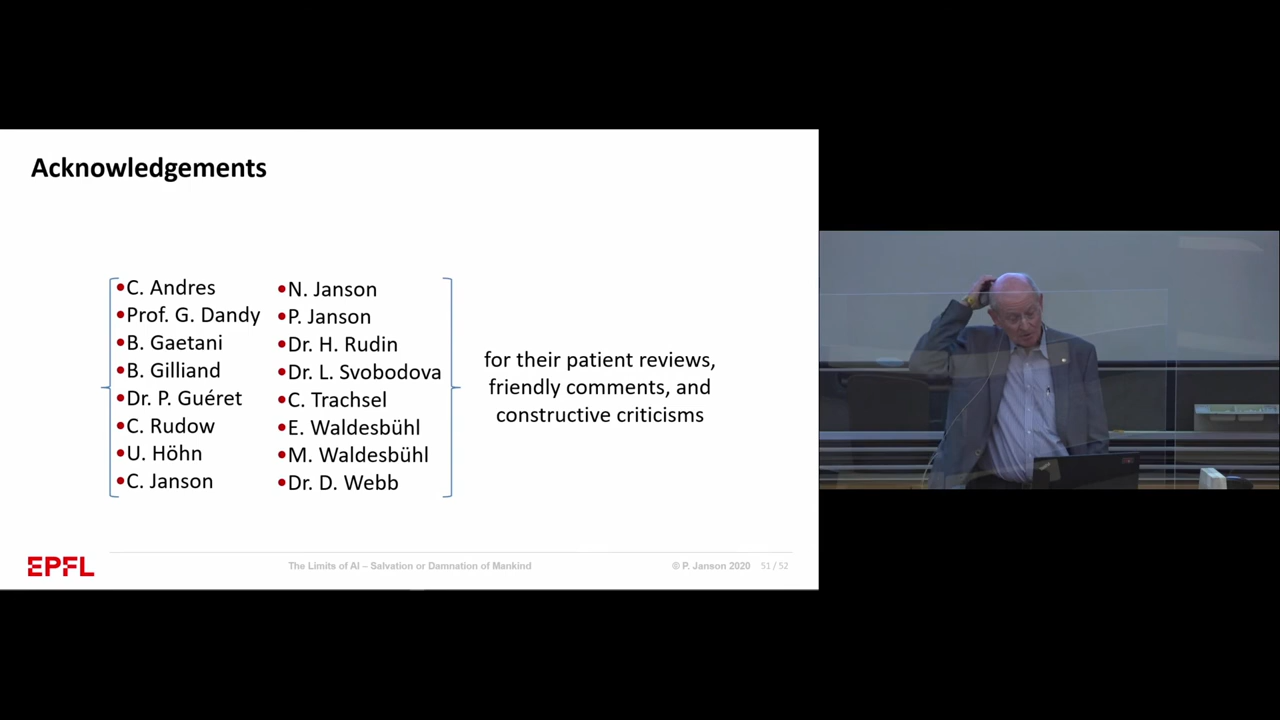 Acknowledgements
•C. Andres
•Prof. G. Dandy
•B. Gaetani
•B. Gilliand
•Dr. P. Guéret
•C. Rudow
•U. Höhn
•C. Janson
•N. Janson
•P. Janson
•Dr. H. Rudin
•Dr. L. Svobodova
•C. Trachsel
•E. Waldesbühl
•M. Waldesbühl
•Dr. D. Webb
for their patient reviews,
friendly comments, and
constructive criticisms
EPFL
The Limits of AI – Salvation or Damnation of Mankind
© P. Janson 2020
51 / 52